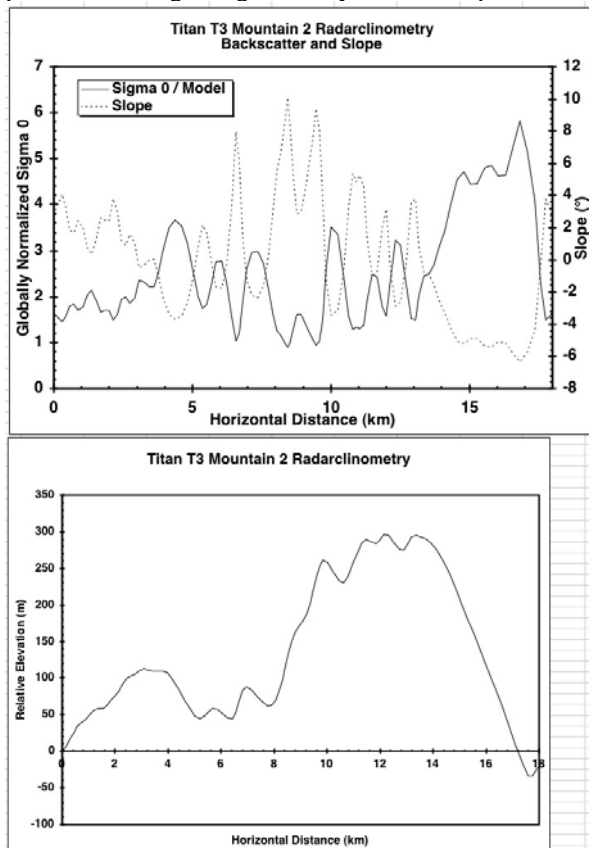 Titan T3 Mountain 2 Radarclinometry
Backscatter and Slope
7
6
5
4
3
2
1
0
Globally Normalized Sigma 0
Sigma 0 / Model
Slope
12
10
8
6
4
2
0
-2
-4
-6
-8
Slope (°)
0 5 10 15
Horizontal Distance (km)
Titan T3 Mountain 2 Radarclinometry
350
300
250
200
150
100
50
0
-50
-100
Relative Elevation (m)
0 2 4 6 8 10 12 14 16 18
Horizontal Distance (km)